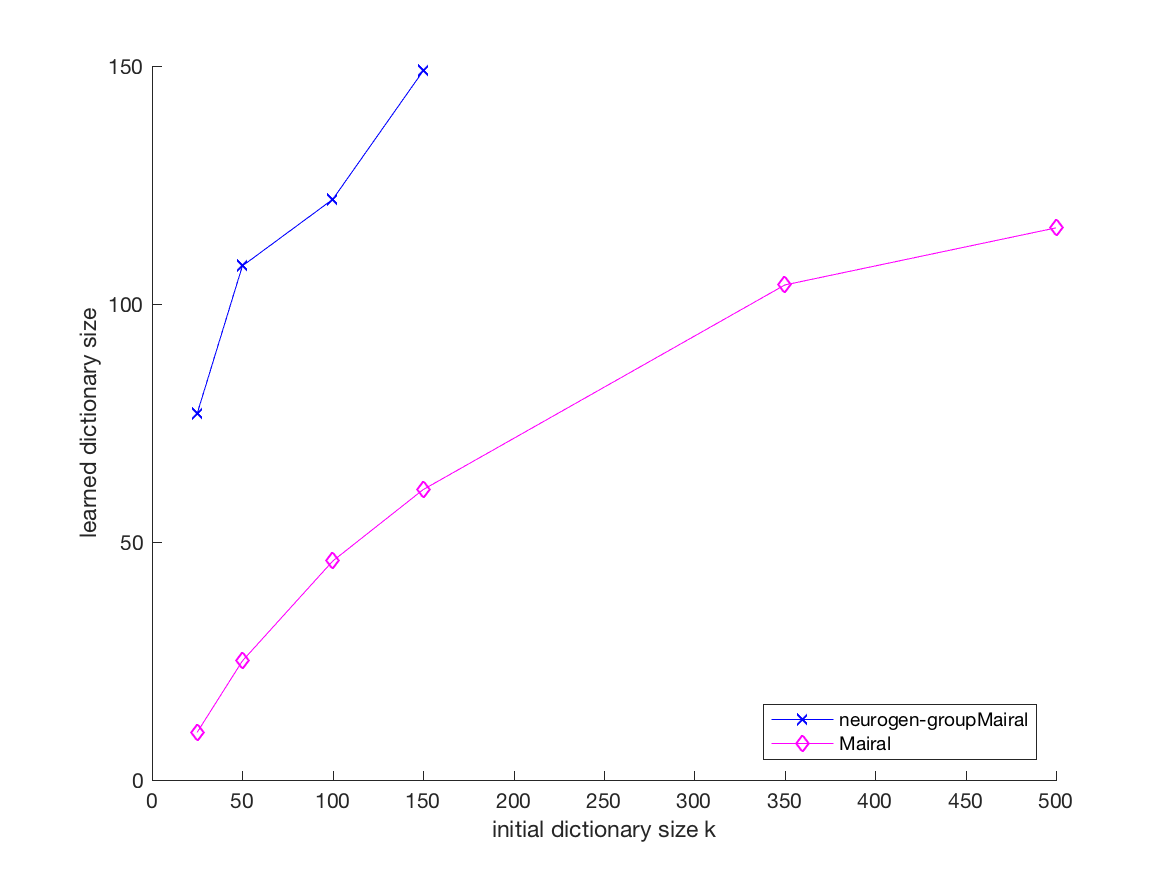 150
100
50
0
learned dictionary size
0 50 100 150 200 250 300 350 400 450 500
initial dictionary size k
neurogen-groupMairal
Mairal